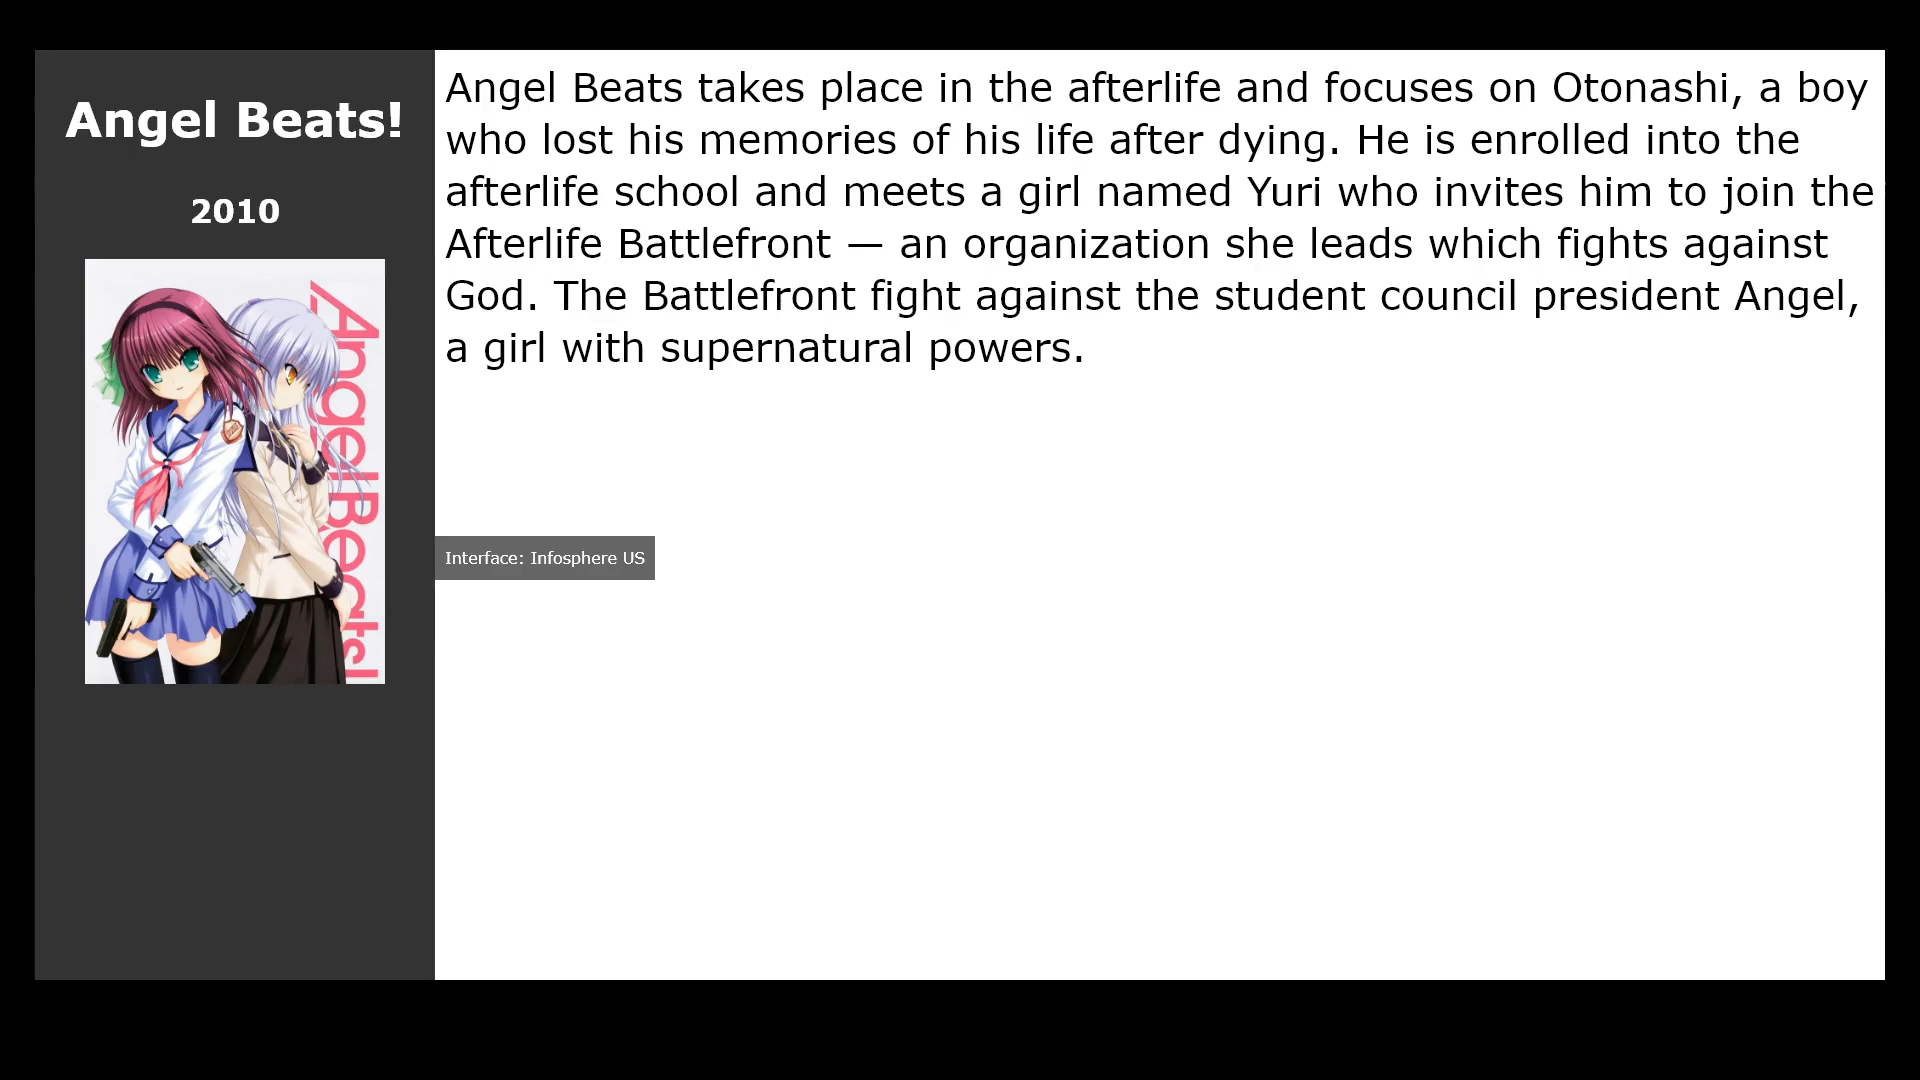 Angel Beats!
2010
Angel Beats!
Angel Beats takes place in the afterlife and focuses on Otonashi, a boy
who lost his memories of his life after dying. He is enrolled into the
afterlife school and meets a girl named Yuri who invites him to join the
Afterlife Battlefront — an organization she leads which fights against
God. The Battlefront fight against the student council president Angel,
a girl with supernatural powers.
Interface: Infosphere US